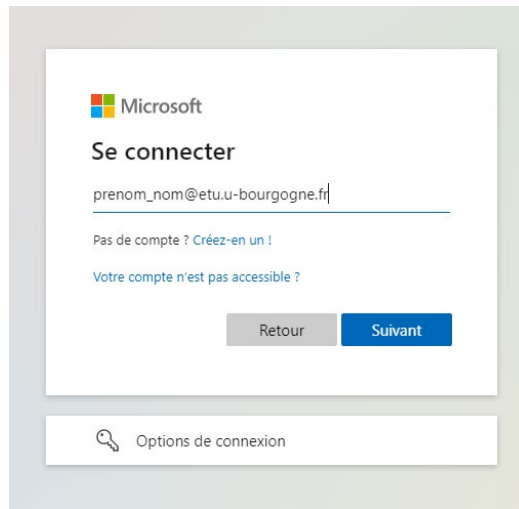 Microsoft
Se connecter
prenom_nom@etu.u-bourgogne.fr
Pas de compte ? Créez-en un !
Votre compte n'est pas accessible ?
Retour
Suivant
Options de connexion